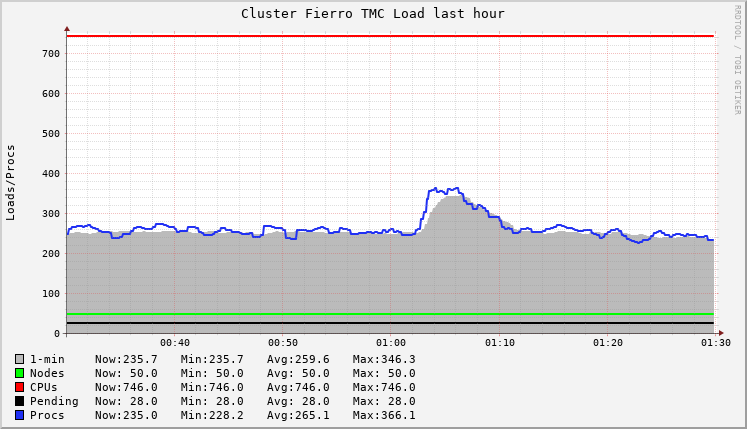 Cluster Fierro TMC Load last hour
RRDTOOL / TOBI OETIKER
Loads/Procs
700
600
500
400
300
200
100
0
00:40 00:50 01:00 01:10 01:20 01:30
1-min Now:235.7 Min:235.7 Avg:259.6 Max:346.3
Nodes Now: 50.0 Min: 50.0 Avg: 50.0 Max: 50.0
CPUs Now:746.0 Min:746.0 Avg:746.0 Max:746.0
Pending Now: 28.0 Min: 28.0 Avg: 28.0 Max: 28.0
Procs Now:235.0 Min:228.2 Avg:265.1 Max:366.1